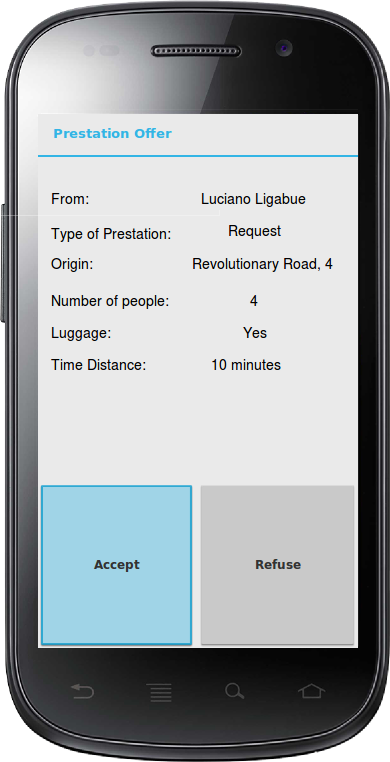 Prestation Offer
From: Luciano Ligabue
Type of Prestation: Request
Origin: Revolutionary Road, 4
Number of people: 4
Luggage: Yes
Time Distance: 10 minutes
Accept Refuse